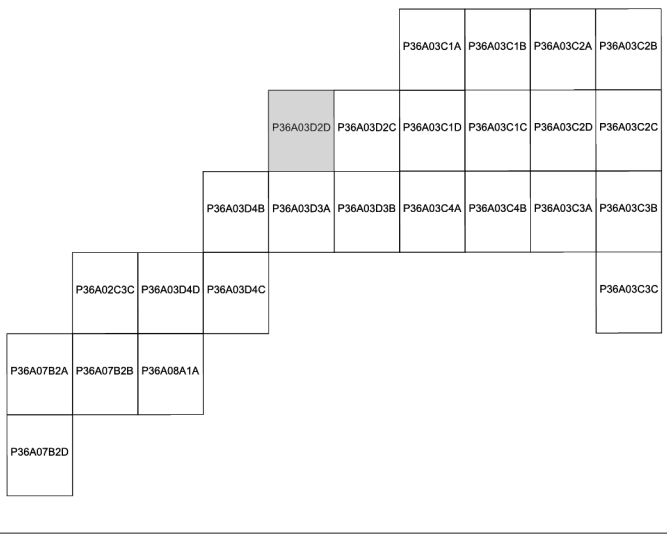 P36A03C1A P36A03C1B P36A03C2A P36A03C2B
P36A03D2D P36A03D2C P36A03C1D P36A03C1C P36A03C2D P36A03C2C
P36A03D4B P36A03D3A P36A03D3B P36A03C4A P36A03C4B P36A03C3A P36A03C3B
P36A02C3C P36A03D4D P36A03D4C P36A03C3C
P36A07B2A P36A07B2B P36A08A1A
P36A07B2D